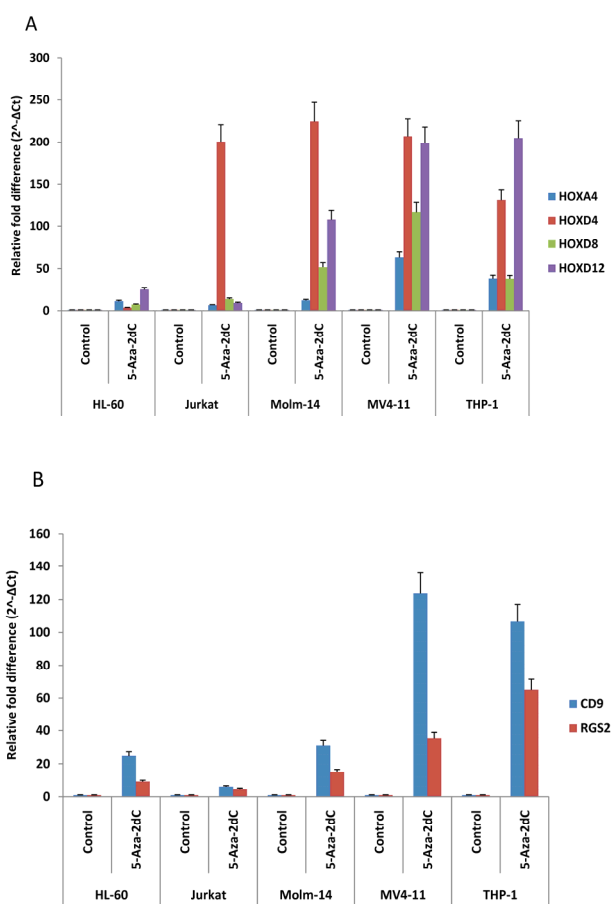 A
Relative fold difference (2^-ΔCt)
300
250
200
150
100
50
0
HOXA4
HOXD4
HOXD8
HOXD12
Control
5-Aza-2dC
Control
5-Aza-2dC
Control
5-Aza-2dC
Control
5-Aza-2dC
Control
5-Aza-2dC
HL-60
Jurkat
Molm-14
MV4-11
THP-1
B
Relative fold difference (2^-ΔCt)
160
140
120
100
80
60
40
20
0
CD9
RGS2
Control
5-Aza-2dC
Control
5-Aza-2dC
Control
5-Aza-2dC
Control
5-Aza-2dC
Control
5-Aza-2dC
HL-60
Jurkat
Molm-14
MV4-11
THP-1